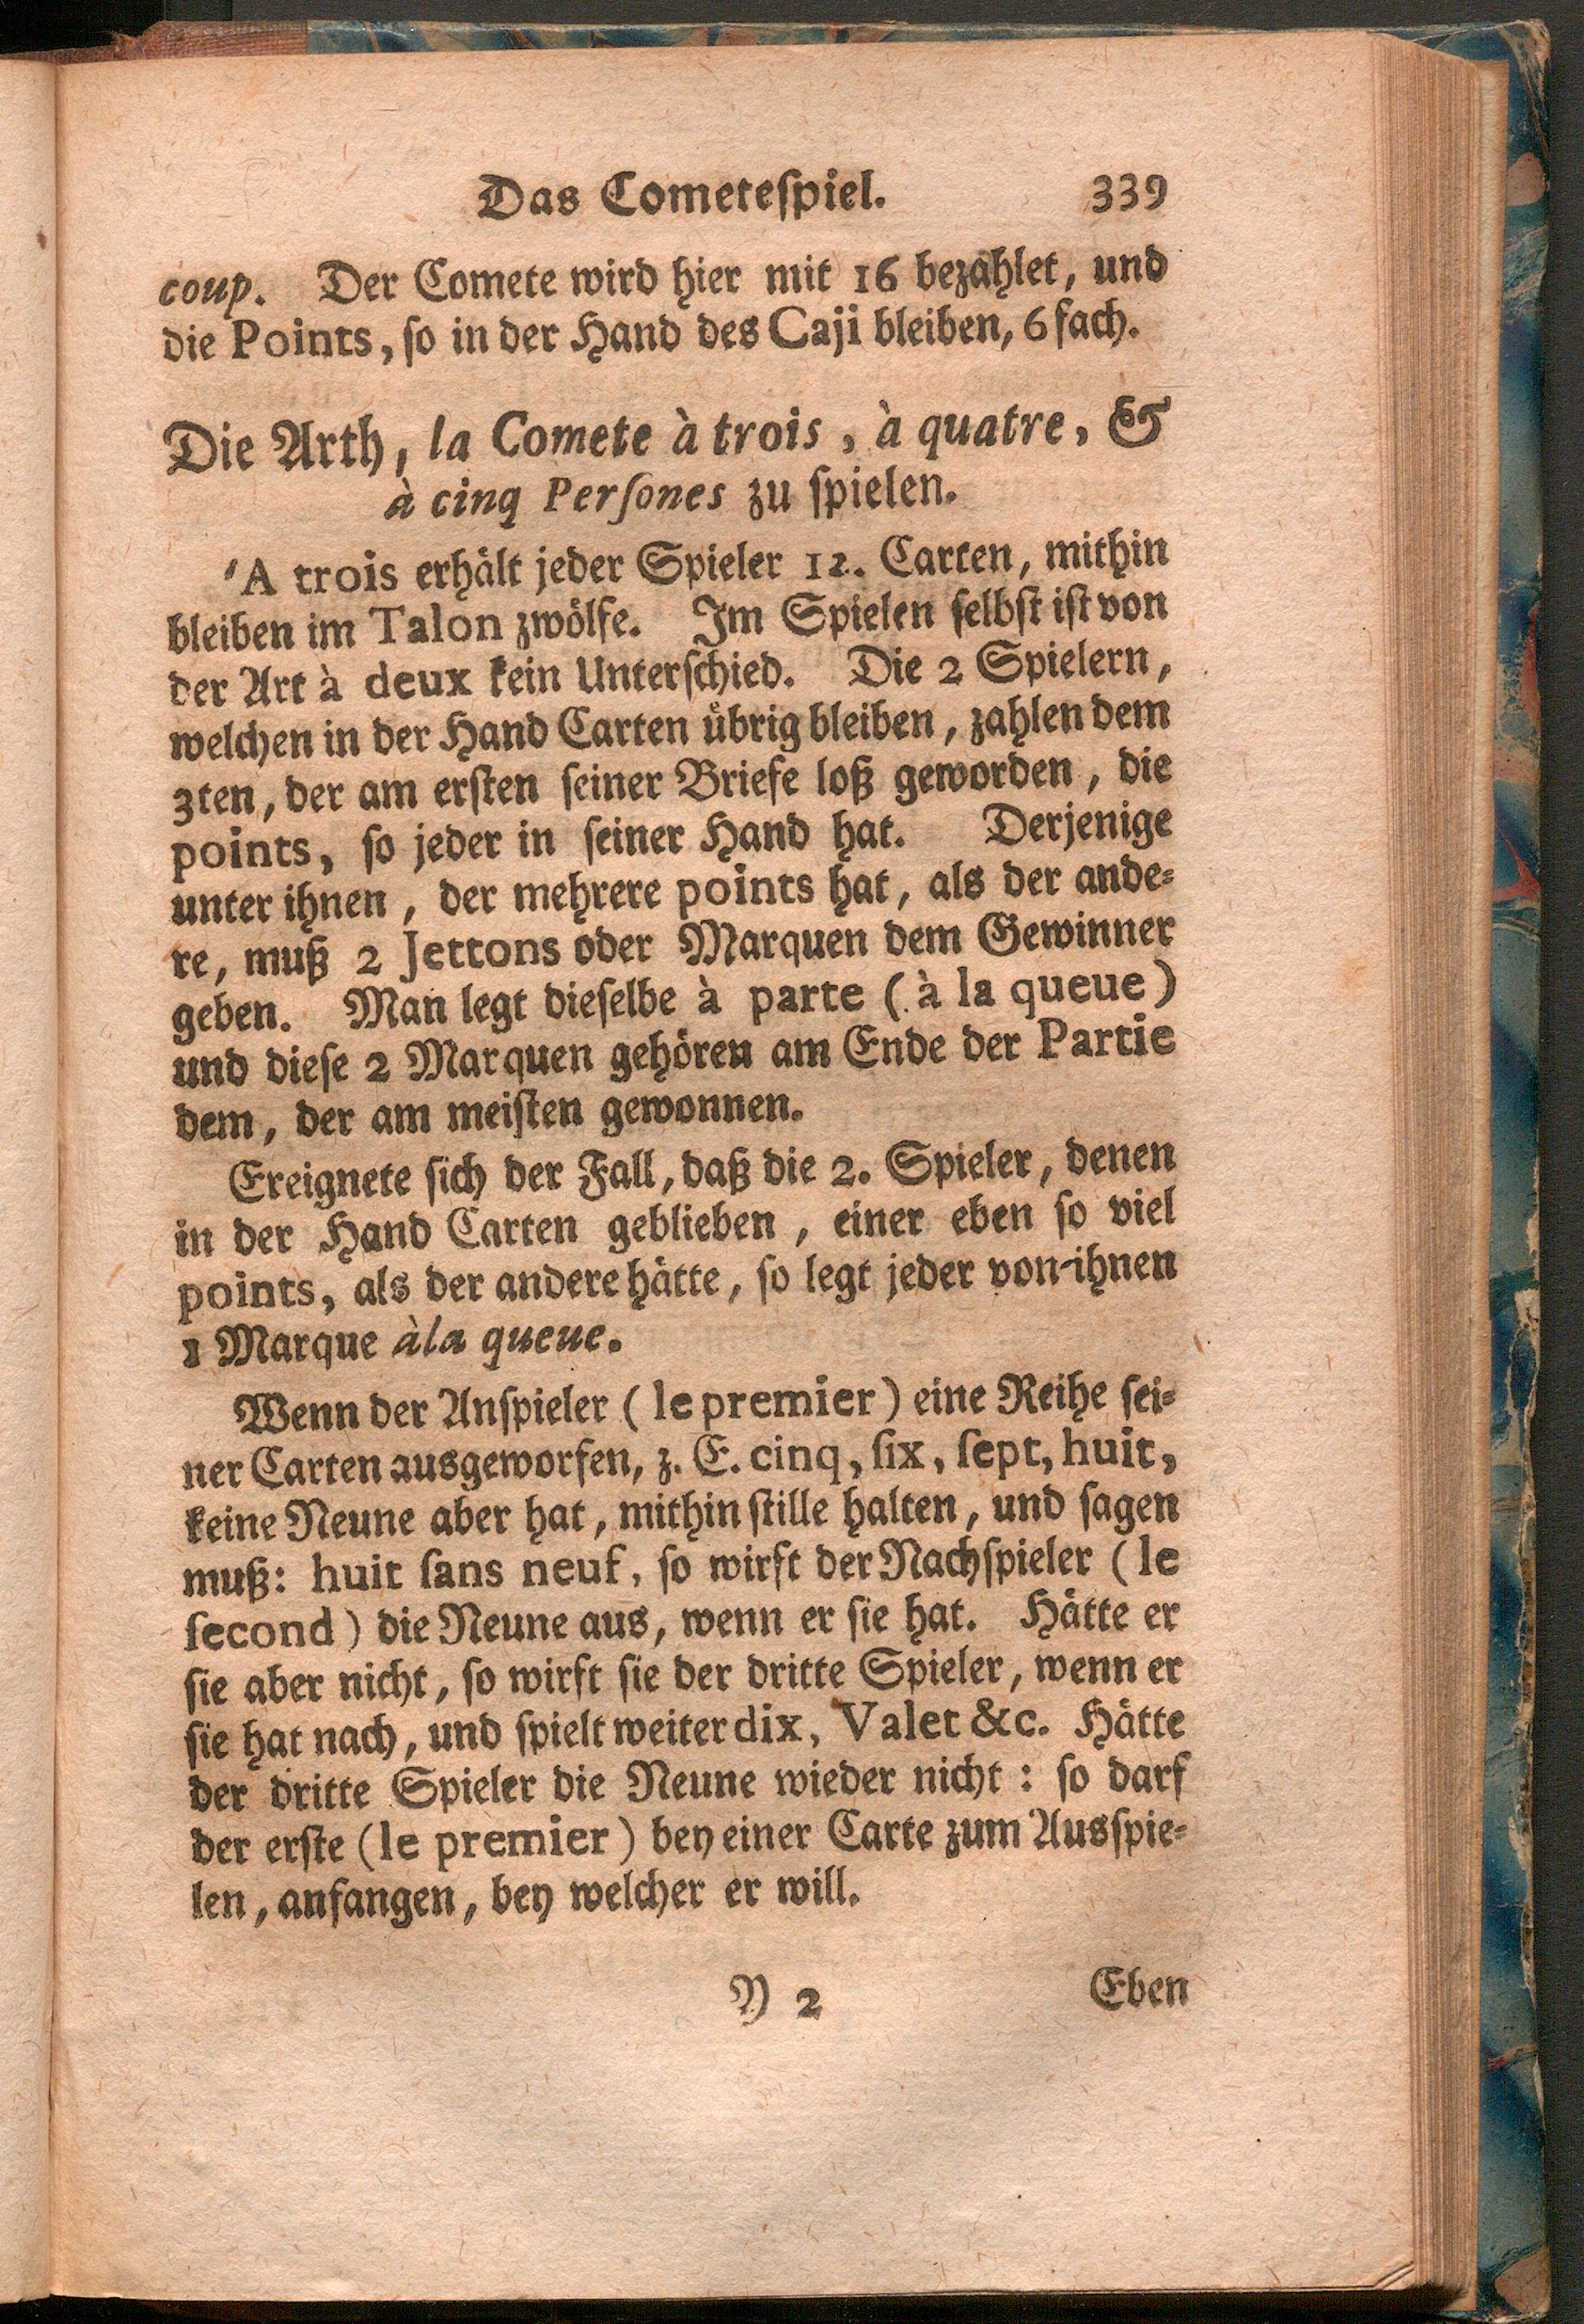 Das Cometeſpiel. 339
coup. Der Comete wird hier mit 16 bezahlet, und
die Points, ſo in der Hand des Caji bleiben, 6 fach.
Die Arth, la Comete à trois, à quatre, &
à cinq Perſones zu ſpielen.
'A trois erhält jeder Spieler 12. Carten, mithin
bleiben im Talon zwölfe. Im Spielen ſelbſt iſt von
der Art à deux kein Unterſchied. Die 2 Spielern,
welchen in der Hand Carten übrig bleiben, zahlen dem
3ten, der am erſten ſeiner Briefe loß geworden, die
points, ſo jeder in ſeiner Hand hat. Derjenige
unter ihnen, der mehrere points hat, als der ande⸗
re, muß 2 Jettons oder Marquen dem Gewinner
geben. Man legt dieſelbe à parte (à la queue)
und dieſe 2 Marquen gehören am Ende der Partie
dem, der am meiſten gewonnen.
Ereignete ſich der Fall, daß die 2. Spieler, denen
in der Hand Carten geblieben, einer eben ſo viel
points, als der andere hätte, ſo legt jeder von ihnen
1 Marque à la queue.
Wenn der Anſpieler (le premier) eine Reihe ſei⸗
ner Carten ausgeworfen, z. E. cinq, ſix, ſept, huit,
keine Neune aber hat, mithin ſtille halten, und ſagen
muß: huit ſans neuf, ſo wirft der Nachſpieler (le
ſecond) die Neune aus, wenn er ſie hat. Hätte er
ſie aber nicht, ſo wirft ſie der dritte Spieler, wenn er
ſie hat nach, und ſpielt weiter dix, Valet &c. Hätte
der dritte Spieler die Neune wieder nicht: ſo darf
der erſte (le premier) bey einer Carte zum Ausſpie⸗
len, anfangen, bey welcher er will.
Y 2 Eben